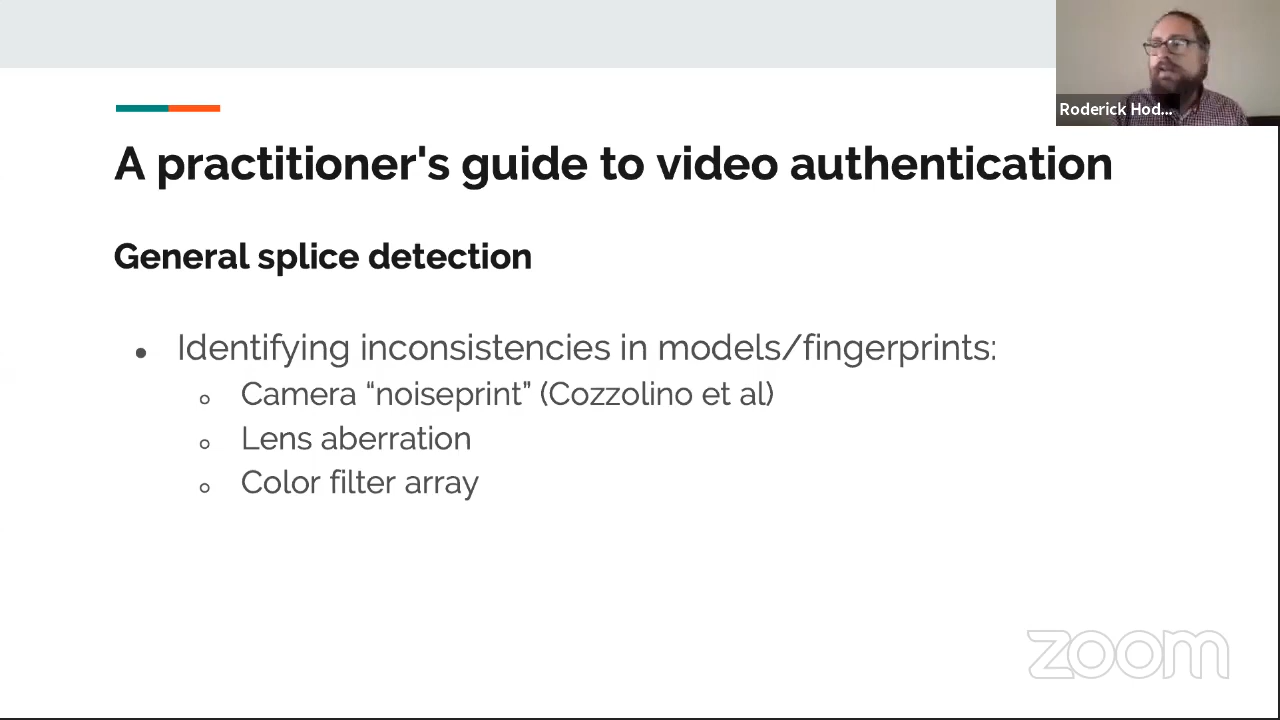 Roderick Hod...
A practitioner's guide to video authentication
General splice detection
● Identifying inconsistencies in models/fingerprints:
○ Camera “noiseprint” (Cozzolino et al)
○ Lens aberration
○ Color filter array
zoom